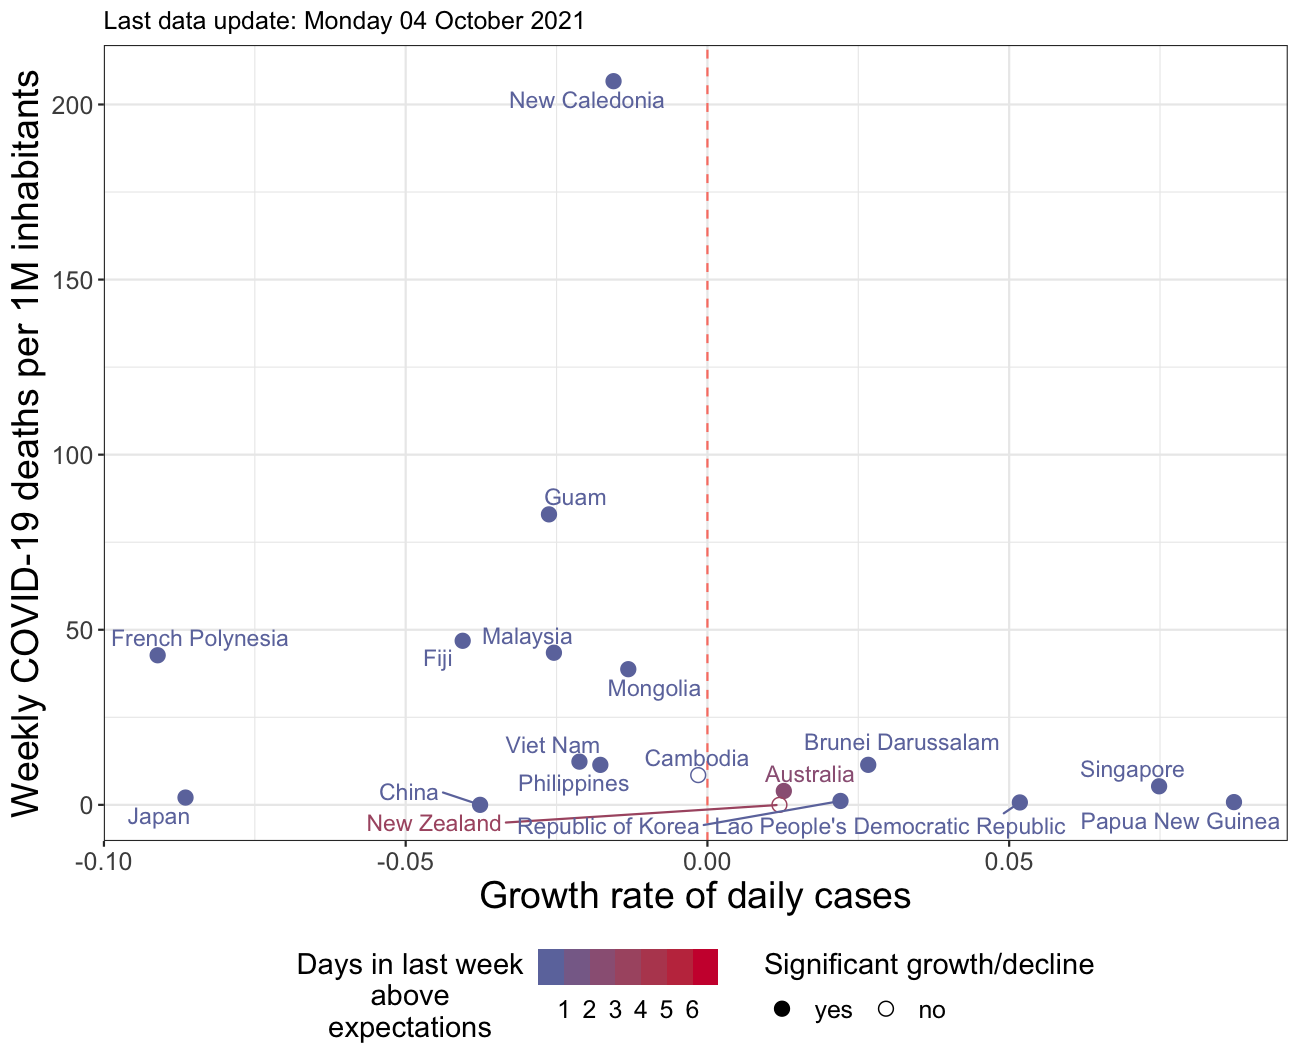 Last data update: Monday 04 October 2021
Weekly COVID-19 deaths per 1M inhabitants
200
150
100
50
0
New Caledonia
Guam
French Polynesia
Fiji
Malaysia
Mongolia
Viet Nam
Philippines
Cambodia
Brunei Darussalam
Australia
Singapore
China
Japan
New Zealand
Republic of Korea
Lao People's Democratic Republic
Papua New Guinea
-0.10
-0.05
0.00
0.05
Growth rate of daily cases
Days in last week
above
expectations
1 2 3 4 5 6
Significant growth/decline
yes
no